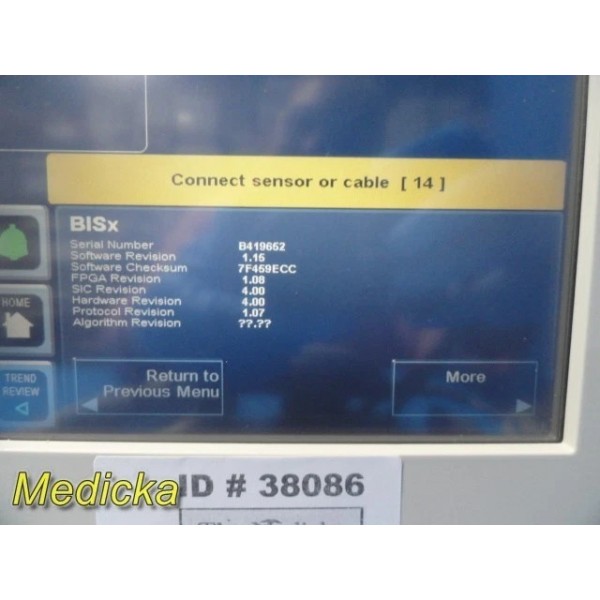 Connect sensor or cable [ 14 ]
BISx
Serial Number B419652
Software Revision 1.15
Software Checksum 7F459ECC
FPGA Revision 1.08
SIC Revision 4.00
Hardware Revision 4.00
Protocol Revision 1.07
Algorithm Revision ??.??
HOME
TREND
REVIEW
Return to
Previous Menu
More
Medicka
ID # 38086